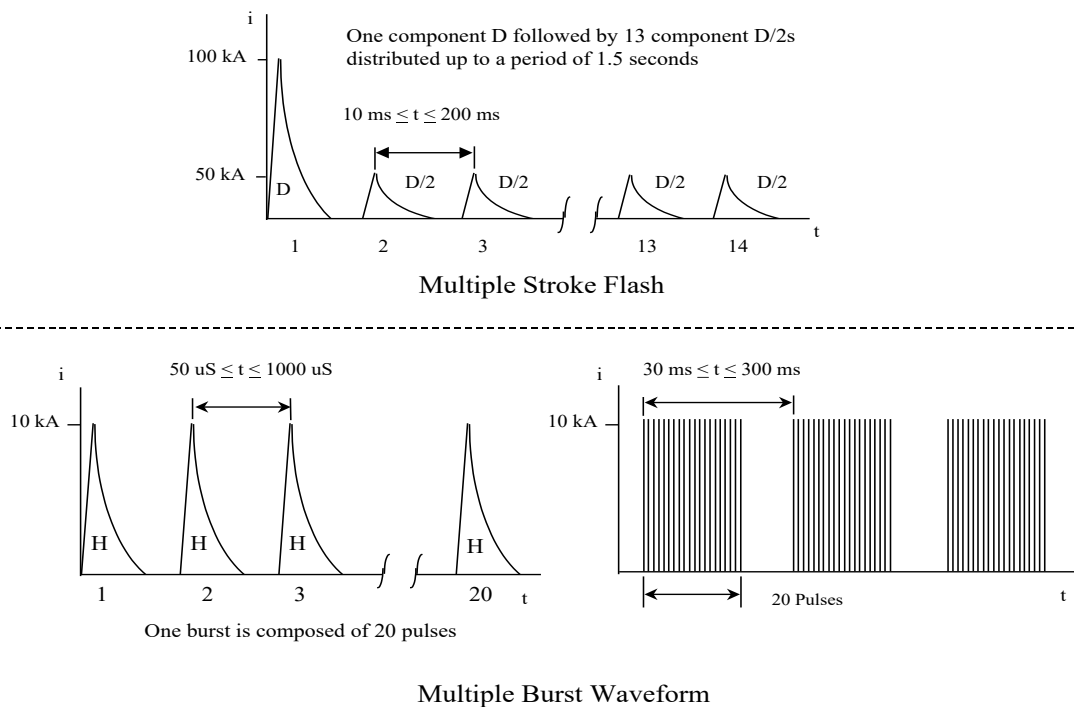 i
One component D followed by 13 component D/2s
distributed up to a period of 1.5 seconds
100 kA
10 ms ≤ t ≤ 200 ms
50 kA
D
D/2
D/2
D/2
D/2
t
1
2
3
13
14
Multiple Stroke Flash
50 uS ≤ t ≤ 1000 uS
i
10 kA
H
H
H
H
1
2
3
20
t
One burst is composed of 20 pulses
30 ms ≤ t ≤ 300 ms
i
10 kA
20 Pulses
t
Multiple Burst Waveform